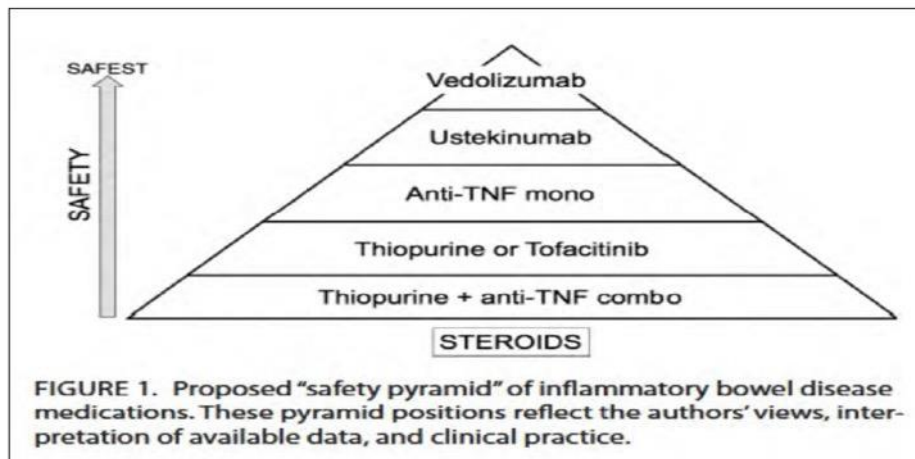 SAFEST
SAFETY
Vedolizumab
Ustekinumab
Anti-TNF mono
Thiopurine or Tofacitinib
Thiopurine + anti-TNF combo
STEROIDS
FIGURE 1. Proposed “safety pyramid” of inflammatory bowel disease
medications. These pyramid positions reflect the authors’ views, inter-
pretation of available data, and clinical practice.